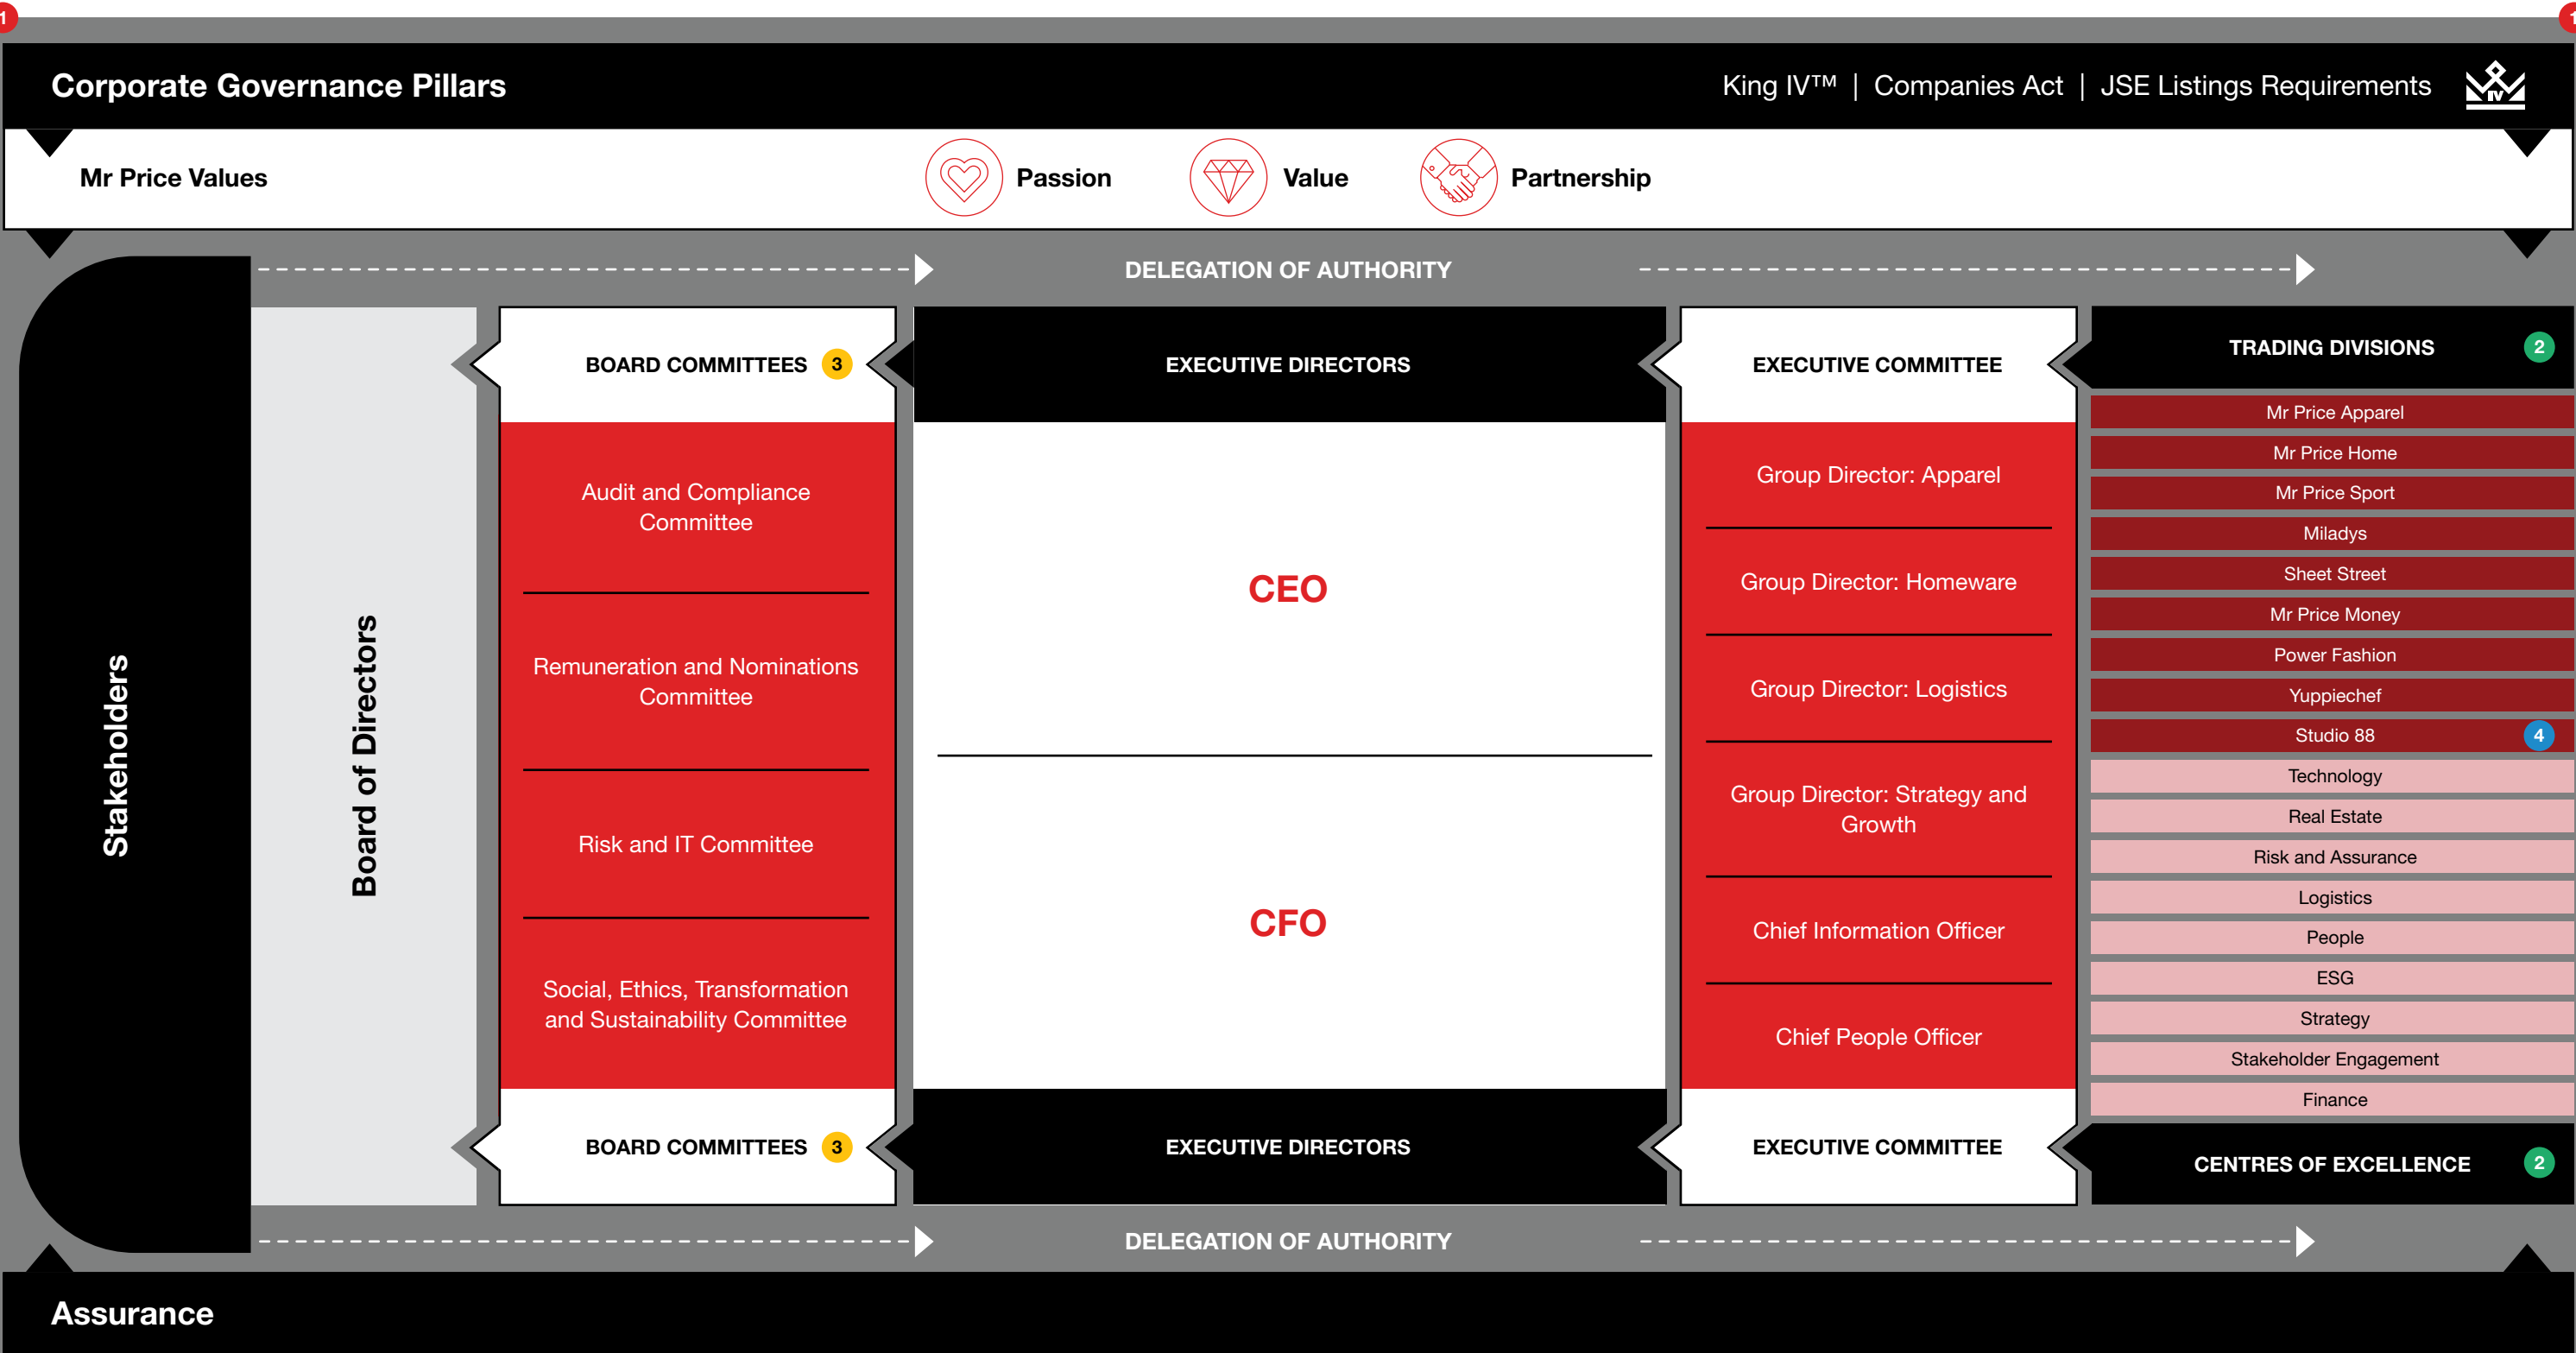 1
1
Corporate Governance Pillars
King IV™ | Companies Act | JSE Listings Requirements
IV
Mr Price Values
Passion
Value
Partnership
DELEGATION OF AUTHORITY
Stakeholders
Board of Directors
BOARD COMMITTEES 3
Audit and Compliance
Committee
Remuneration and Nominations
Committee
Risk and IT Committee
Social, Ethics, Transformation
and Sustainability Committee
BOARD COMMITTEES 3
EXECUTIVE DIRECTORS
CEO
CFO
EXECUTIVE DIRECTORS
EXECUTIVE COMMITTEE
Group Director: Apparel
Group Director: Homeware
Group Director: Logistics
Group Director: Strategy and
Growth
Chief Information Officer
Chief People Officer
EXECUTIVE COMMITTEE
TRADING DIVISIONS 2
Mr Price Apparel
Mr Price Home
Mr Price Sport
Miladys
Sheet Street
Mr Price Money
Power Fashion
Yuppiechef
Studio 88 4
Technology
Real Estate
Risk and Assurance
Logistics
People
ESG
Strategy
Stakeholder Engagement
Finance
CENTRES OF EXCELLENCE 2
DELEGATION OF AUTHORITY
Assurance